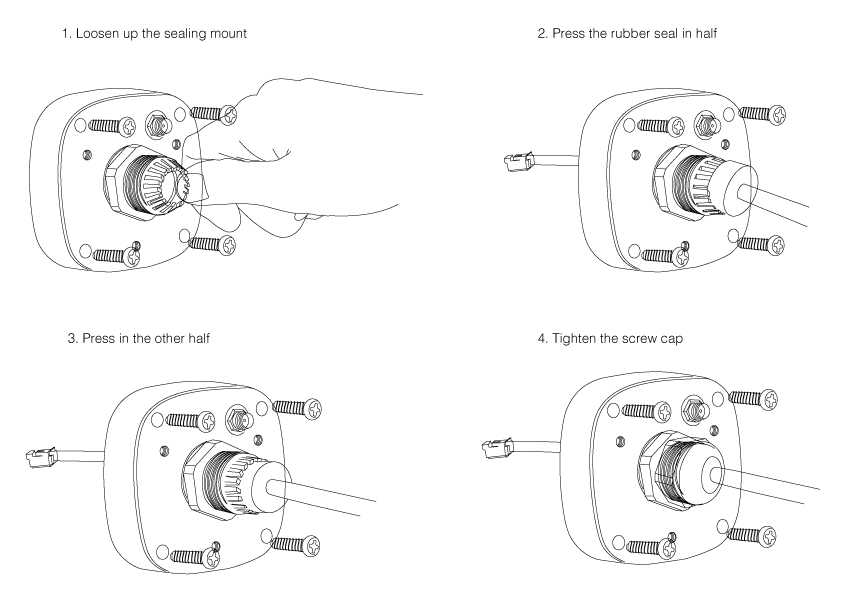 1. Loosen up the sealing mount
2. Press the rubber seal in half
3. Press in the other half
4. Tighten the screw cap